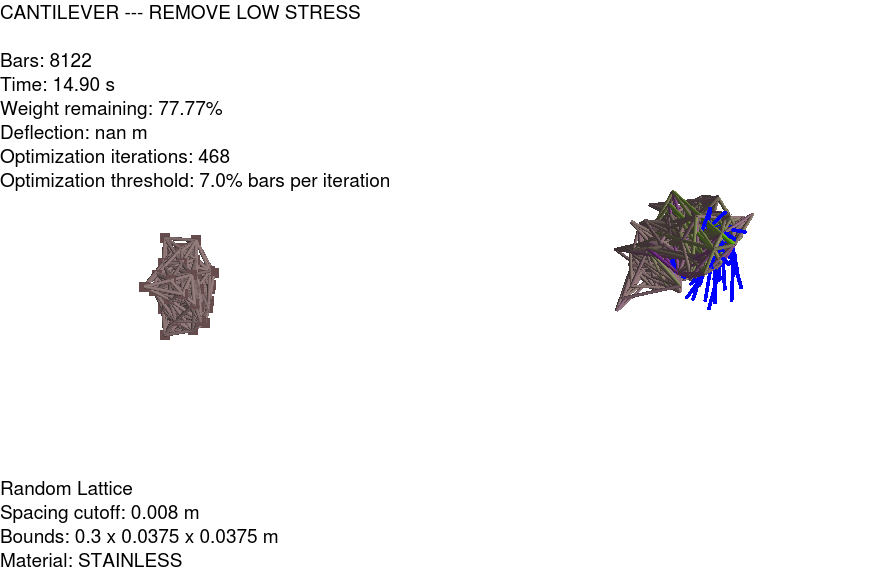 CANTILEVER --- REMOVE LOW STRESS
Bars: 8122
Time: 14.90 s
Weight remaining: 77.77%
Deflection: nan m
Optimization iterations: 468
Optimization threshold: 7.0% bars per iteration
Random Lattice
Spacing cutoff: 0.008 m
Bounds: 0.3 x 0.0375 x 0.0375 m
Material: STAINLESS